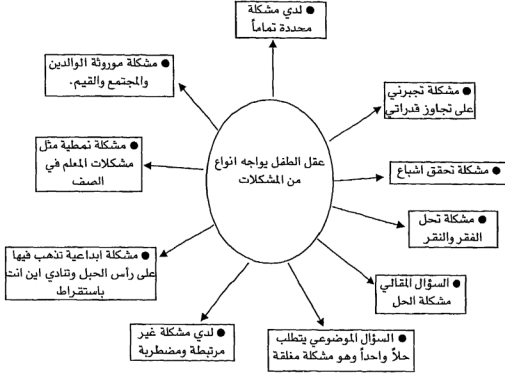 ● لدي مشكلة
محددة تماماً
● مشكلة تجبرني
على تجاوز قدراتي
● مشكلة تحقق اشباع
● مشكلة تحل
الفقر والنقر
● السؤال المقالي
مشكلة الحل
● السؤال الموضوعي يتطلب
حلاً واحداً وهو مشكلة مغلقة
● لدي مشكلة غير
مرتبطة ومضطربة
● مشكلة ابداعية تذهب فيها
على رأس الحبل وتنادي اين انت
باستقراط
● مشكلة نمطية مثل
مشكلات المعلم في
الصف
● مشكلة موروثة الوالدين
والمجتمع والقيم.
عقل الطفل يواجه انواع
من المشكلات